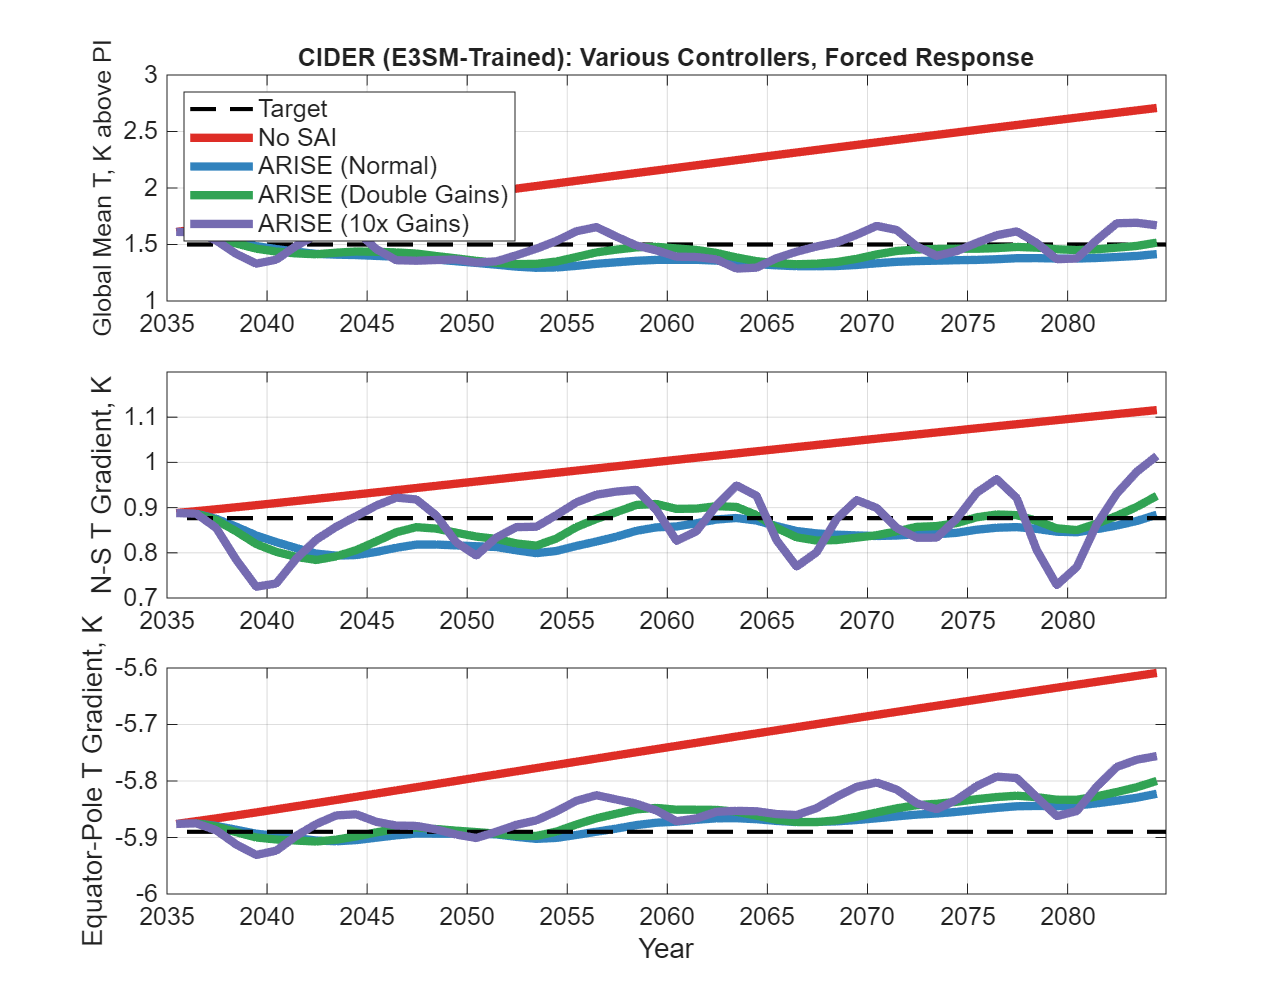 CIDER (E3SM-Trained): Various Controllers, Forced Response
Global Mean T, K above PI
3
2.5
2
1.5
1
Target
No SAI
ARISE (Normal)
ARISE (Double Gains)
ARISE (10x Gains)
2035 2040 2045 2050 2055 2060 2065 2070 2075 2080
N-S T Gradient, K
1.1
1
0.9
0.8
0.7
2035 2040 2045 2050 2055 2060 2065 2070 2075 2080
Equator-Pole T Gradient, K
-5.6
-5.7
-5.8
-5.9
-6
2035 2040 2045 2050 2055 2060 2065 2070 2075 2080
Year